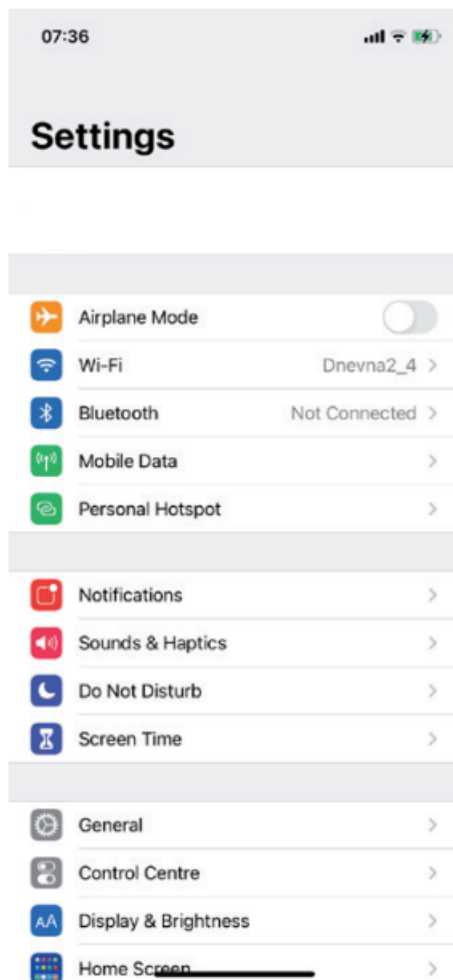 07:36
Settings
Airplane Mode
Wi-Fi Dnevna2_4
Bluetooth Not Connected
Mobile Data
Personal Hotspot
Notifications
Sounds & Haptics
Do Not Disturb
Screen Time
General
Control Centre
AA Display & Brightness
Home Screen